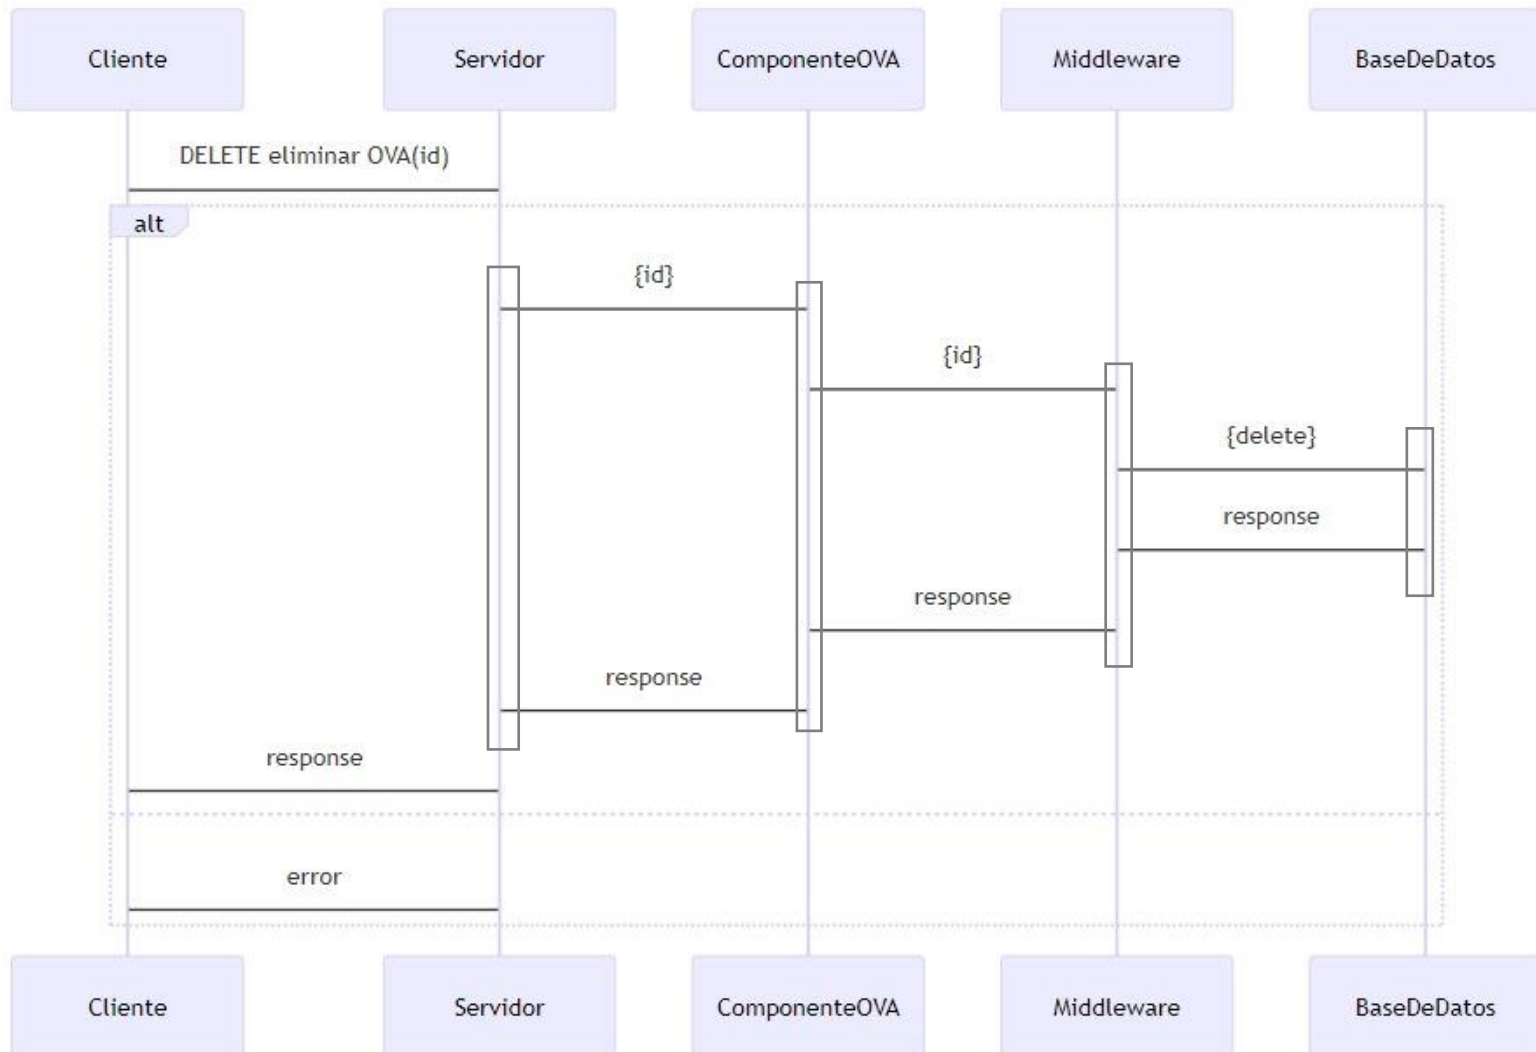 Cliente
Servidor
ComponenteOVA
Middleware
BaseDeDatos
DELETE eliminar OVA(id)
alt
{id}
{id}
{delete}
response
response
response
response
error
Cliente
Servidor
ComponenteOVA
Middleware
BaseDeDatos